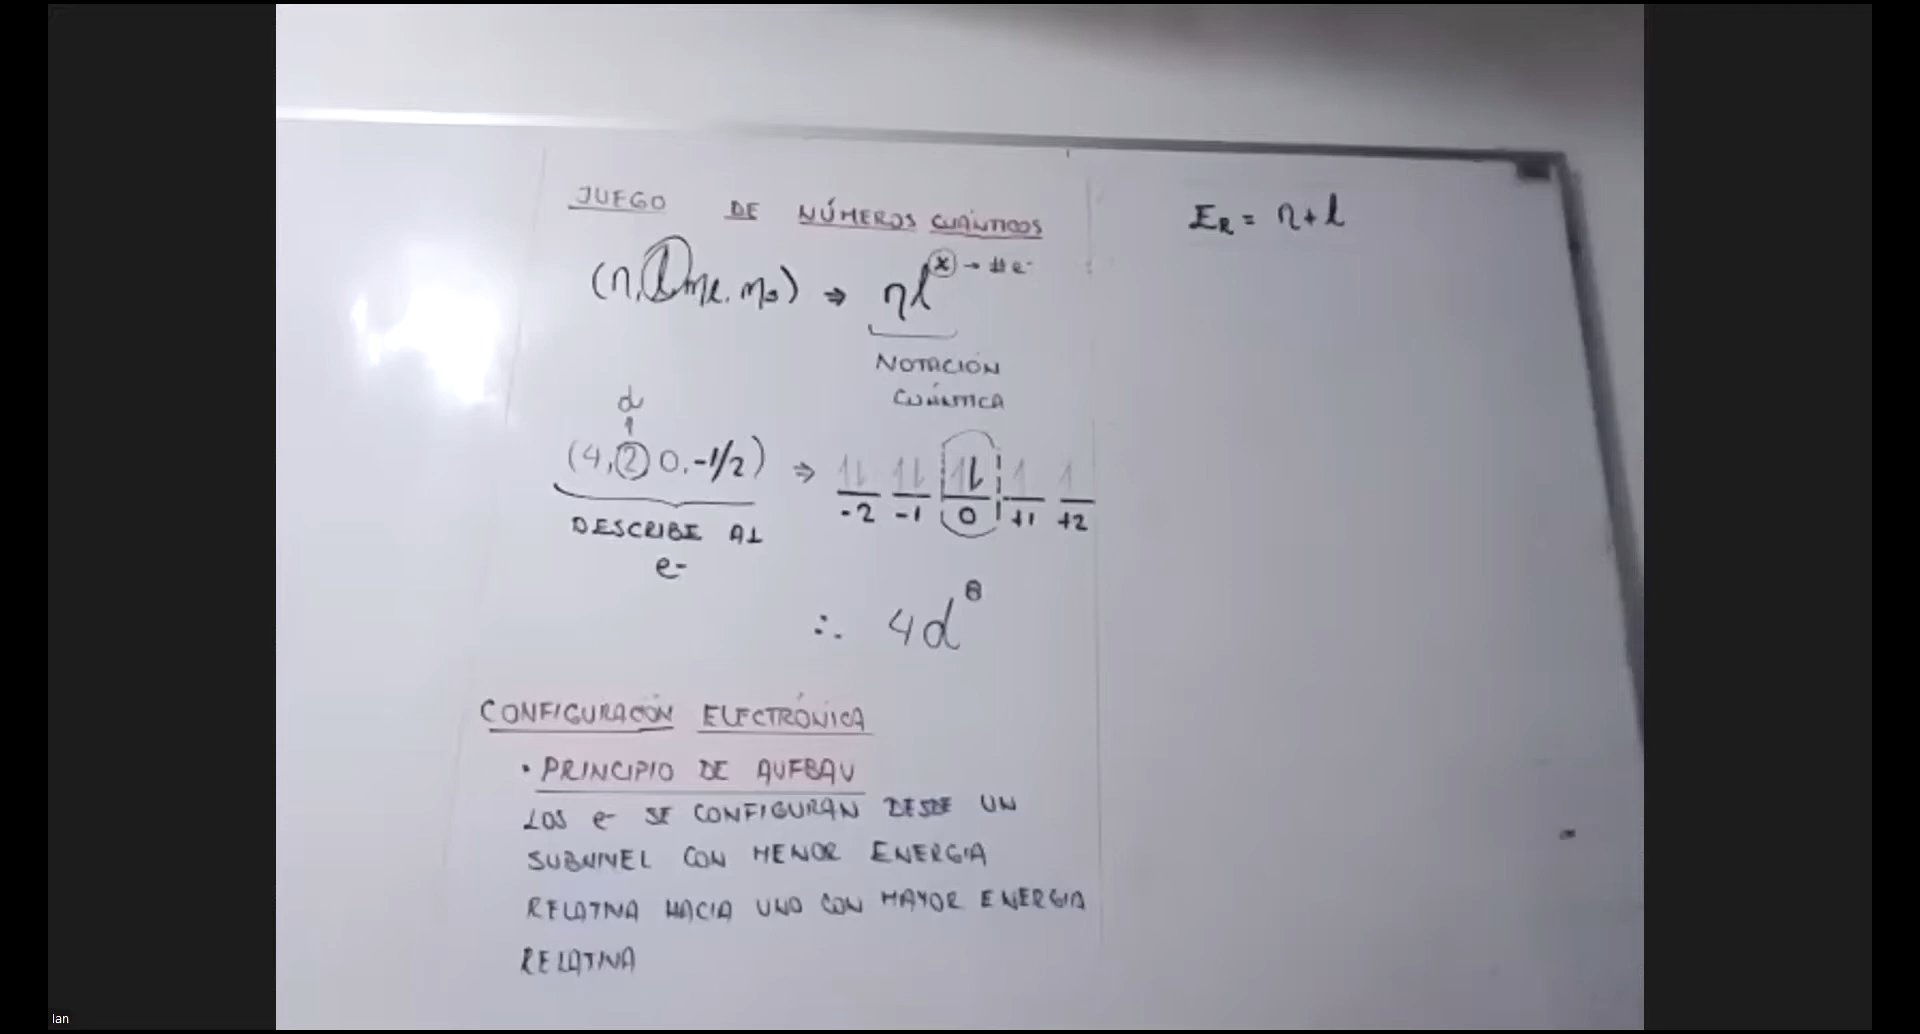 JUEGO DE NÚMEROS CUÁNTICOS
(n, l, ml, ms) ⇒ nl^x → # e-
NOTACIÓN
CUÁNTICA
d
↑
(4, 2, 0, -1/2) ⇒ 1↿⇂ ↿⇂ ↿⇂ ↿ ↿
-2 -1 0 +1 +2
DESCRIBE AL
e-
∴ 4d^8
CONFIGURACIÓN ELECTRÓNICA
• PRINCIPIO DE AUFBAU
LOS e- SE CONFIGURAN DESDE UN
SUBNIVEL CON MENOR ENERGIA
RELATIVA HACIA UNO CON MAYOR ENERGIA
RELATIVA
ER = n + l
Ian